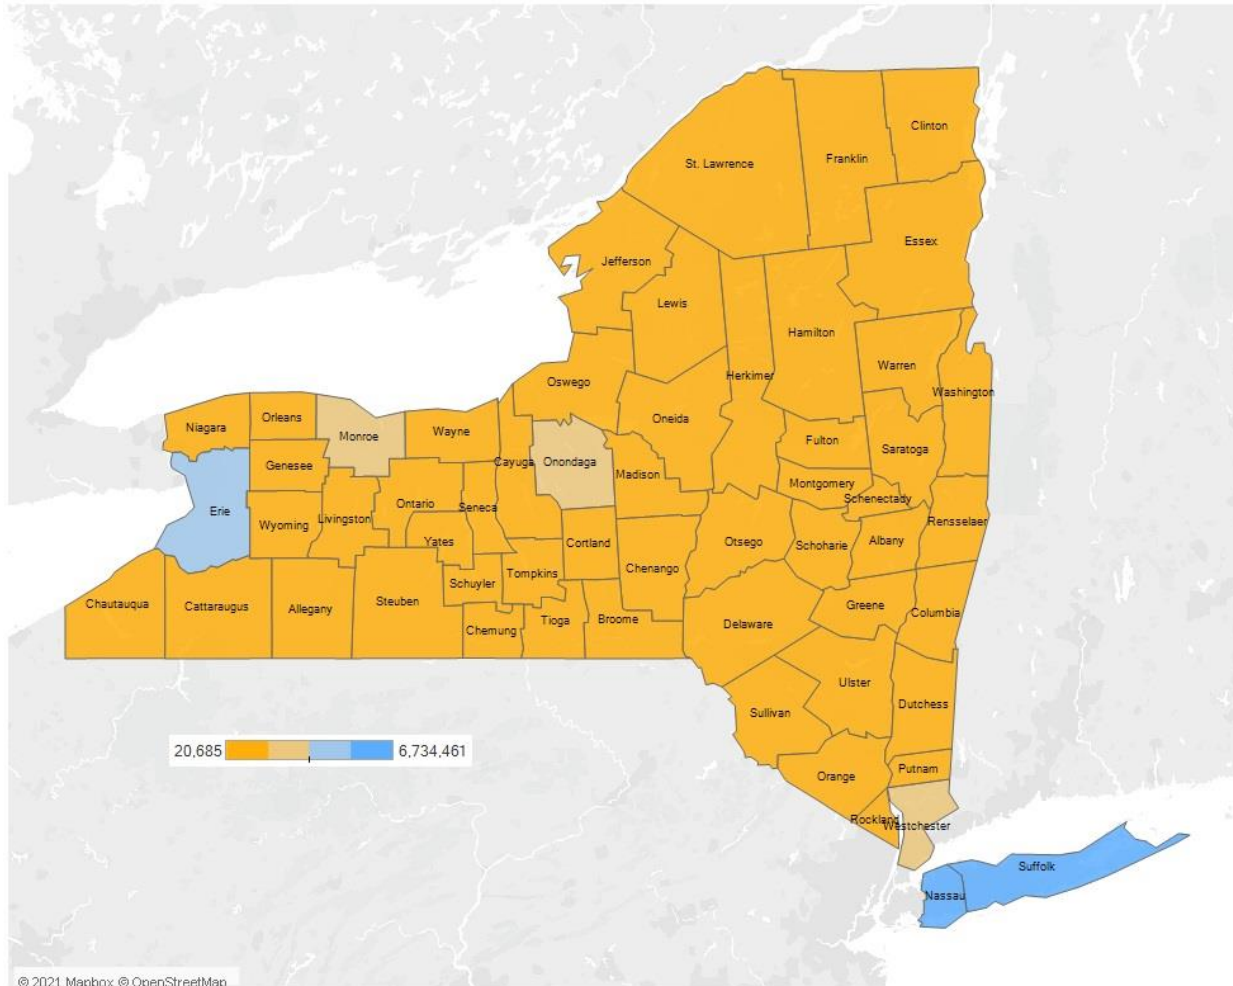 Clinton
St. Lawrence
Franklin
Essex
Jefferson
Lewis
Hamilton
Warren
Herkimer
Oswego
Washington
Oneida
Orleans
Niagara
Monroe
Wayne
Fulton
Saratoga
Cayuga
Onondaga
Genesee
Madison
Montgomery
Schenectady
Ontario
Seneca
Erie
Livingston
Wyoming
Rensselaer
Yates
Cortland
Otsego
Schoharie
Albany
Chenango
Tompkins
Schuyler
Chautauqua
Cattaraugus
Allegany
Steuben
Greene
Columbia
Tioga
Broome
Delaware
Chemung
Ulster
Dutchess
Sullivan
20,685
6,734,461
Putnam
Orange
Rockland
Westchester
Suffolk
Nassau
© 2021 Mapbox © OpenStreetMap